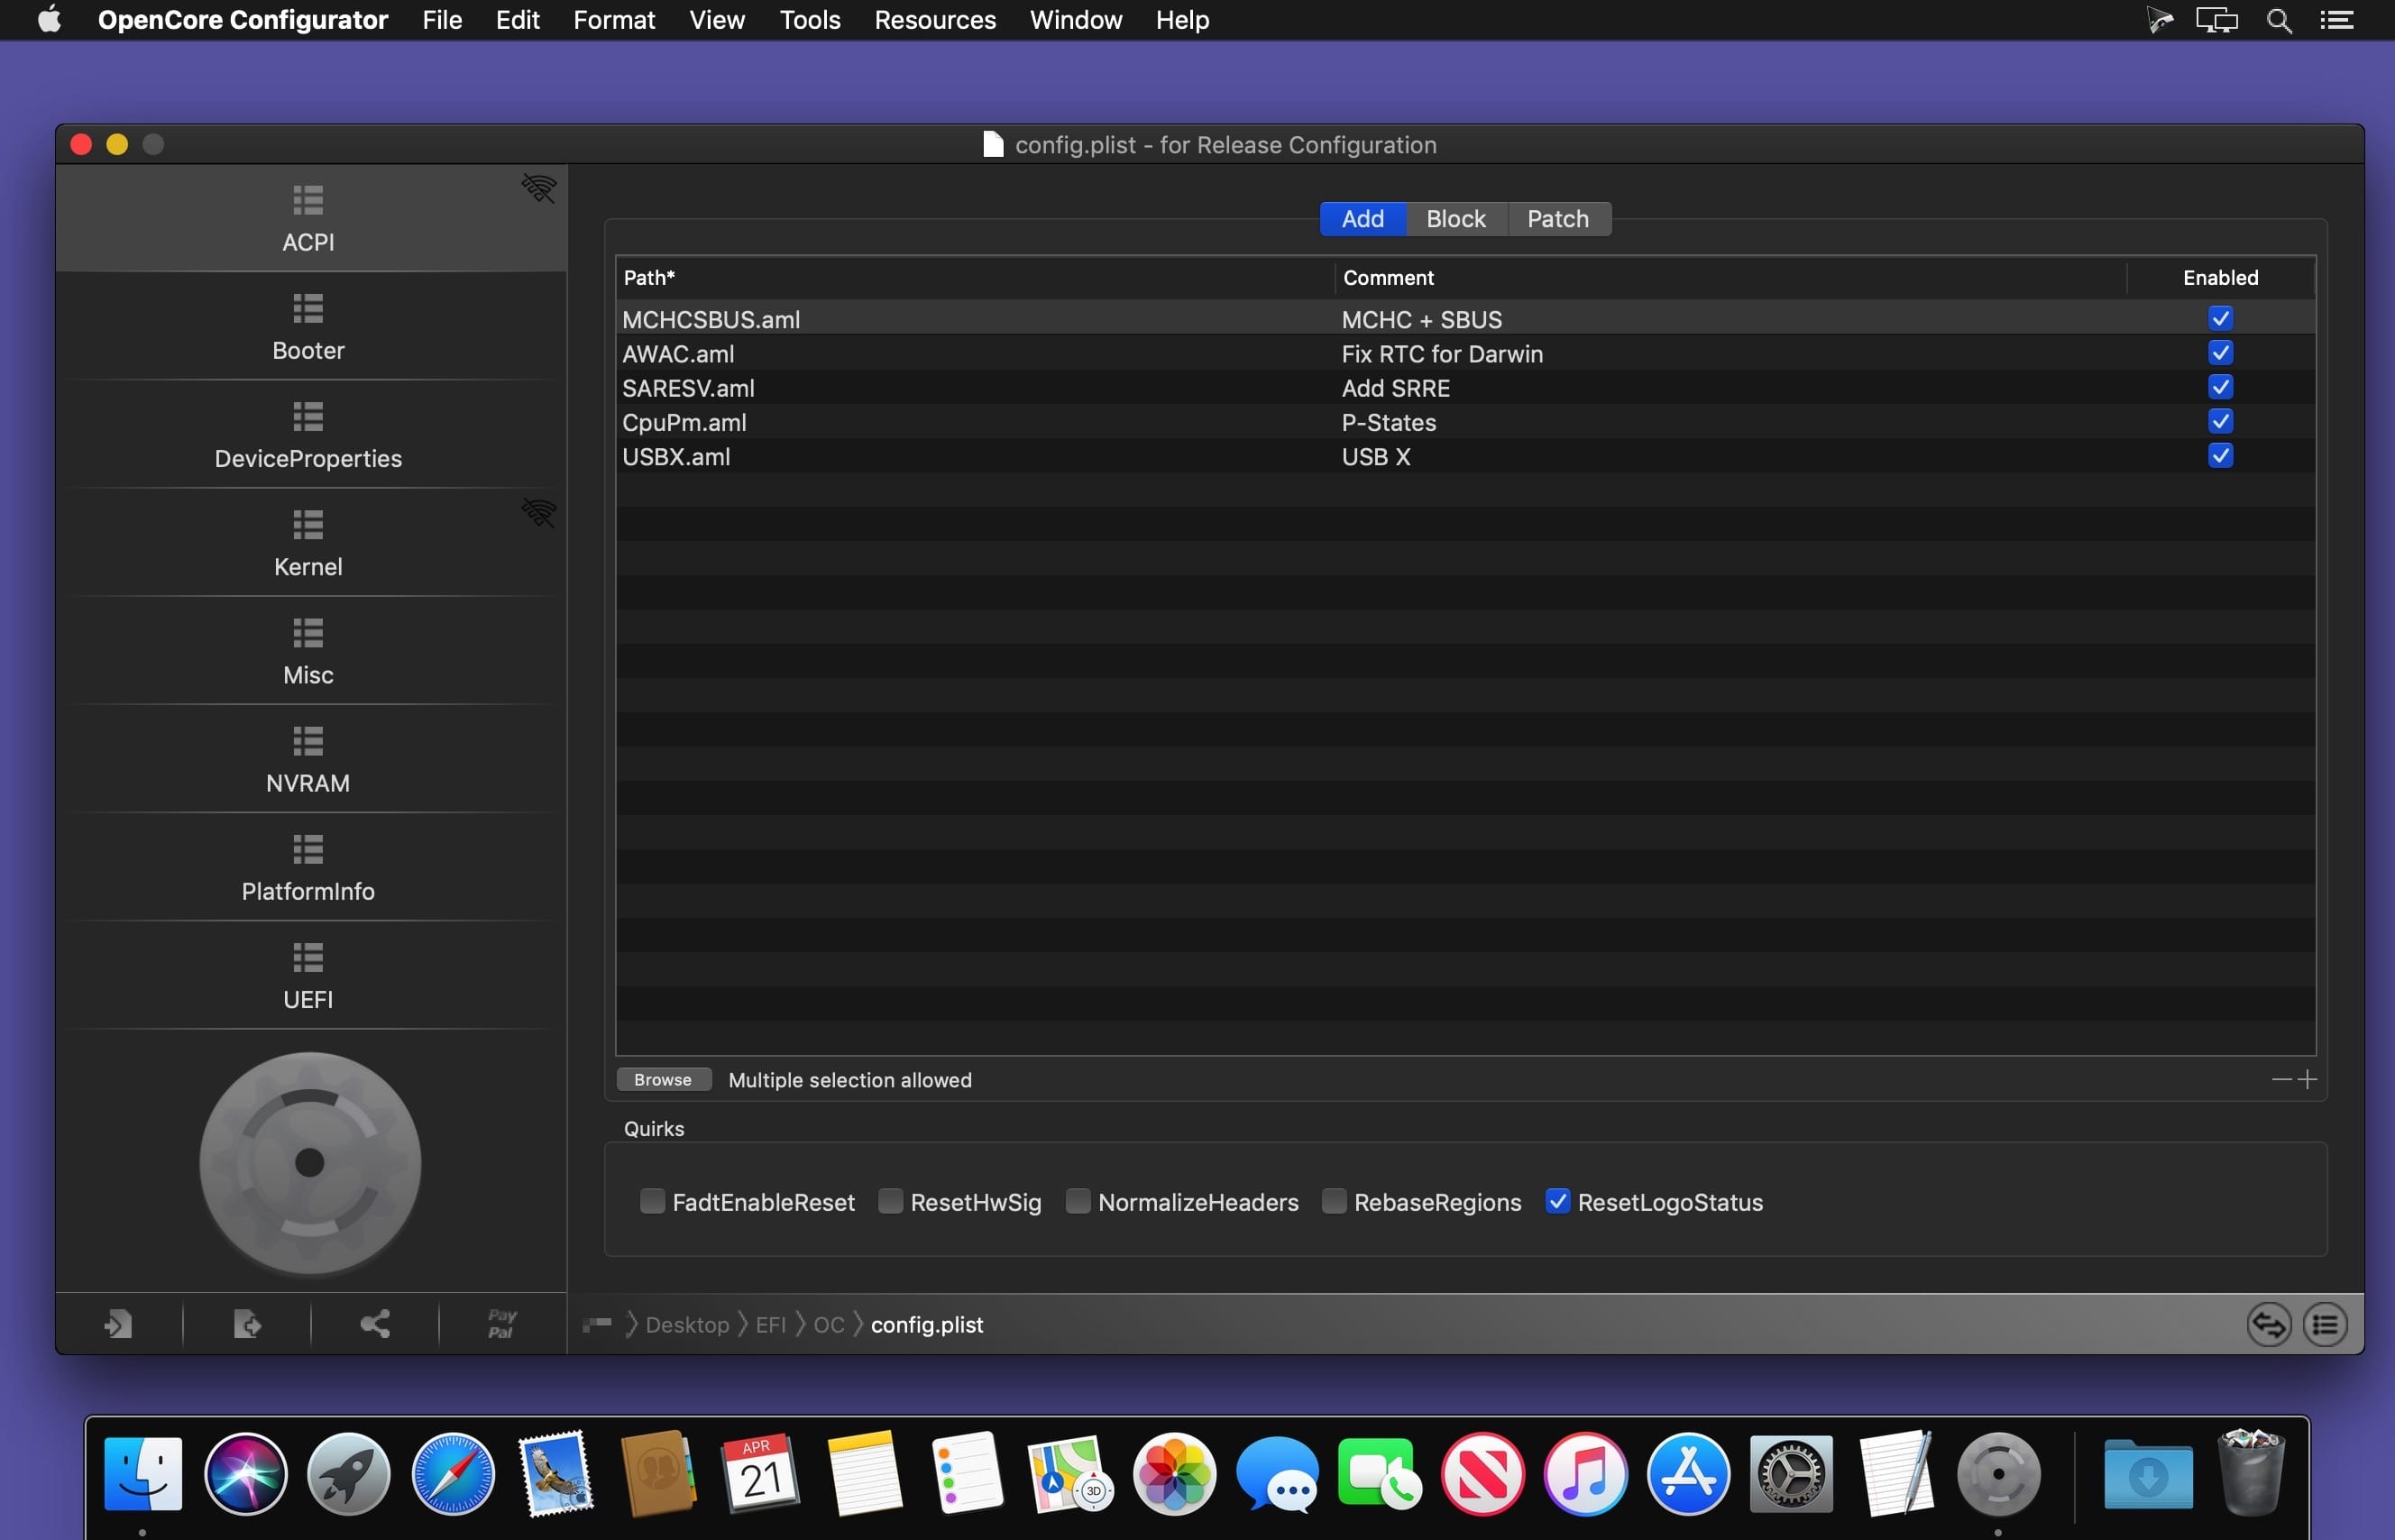 OpenCore Configurator File Edit Format View Tools Resources Window Help
config.plist - for Release Configuration
ACPI
Booter
DeviceProperties
Kernel
Misc
NVRAM
PlatformInfo
UEFI
Pay
Pal
Add Block Patch
Path* Comment Enabled
MCHCSBUS.aml MCHC + SBUS
AWAC.aml Fix RTC for Darwin
SARESV.aml Add SRRE
CpuPm.aml P-States
USBX.aml USB X
Browse Multiple selection allowed
Quirks
FadtEnableReset ResetHwSig NormalizeHeaders RebaseRegions ResetLogoStatus
Desktop EFI OC config.plist
APR
21
3D